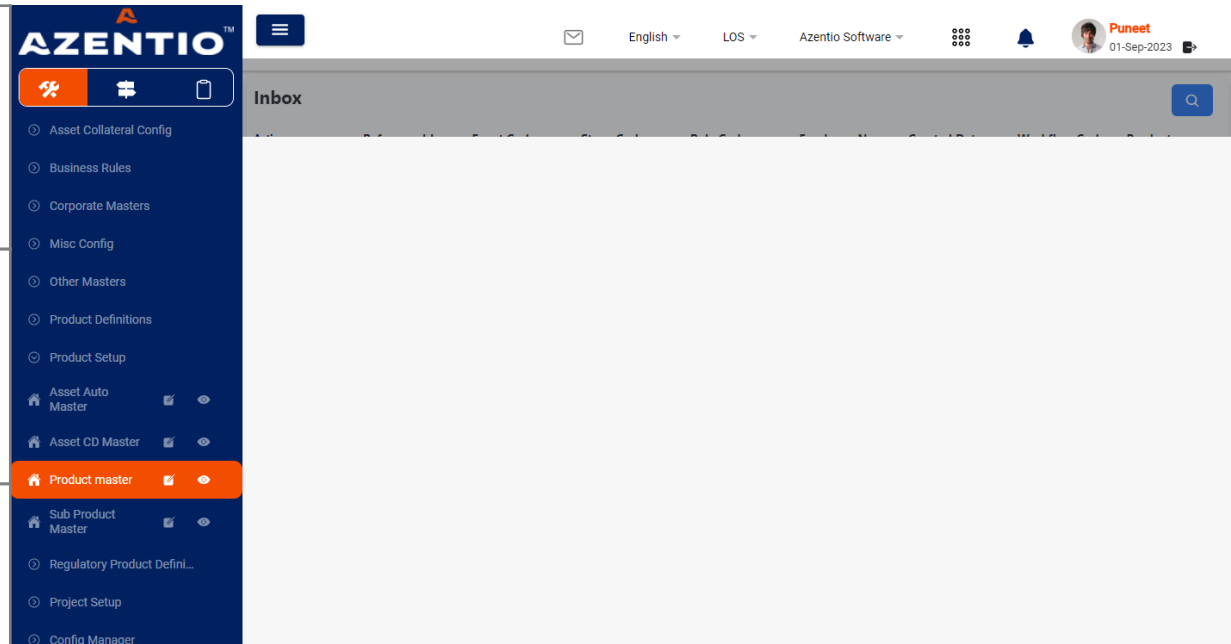 AZENTIO™
English
LOS
Azentio Software
Puneet
01-Sep-2023
Inbox
Asset Collateral Config
Business Rules
Corporate Masters
Misc Config
Other Masters
Product Definitions
Product Setup
Asset Auto
Master
Asset CD Master
Product master
Sub Product
Master
Regulatory Product Defini...
Project Setup
Config Manager